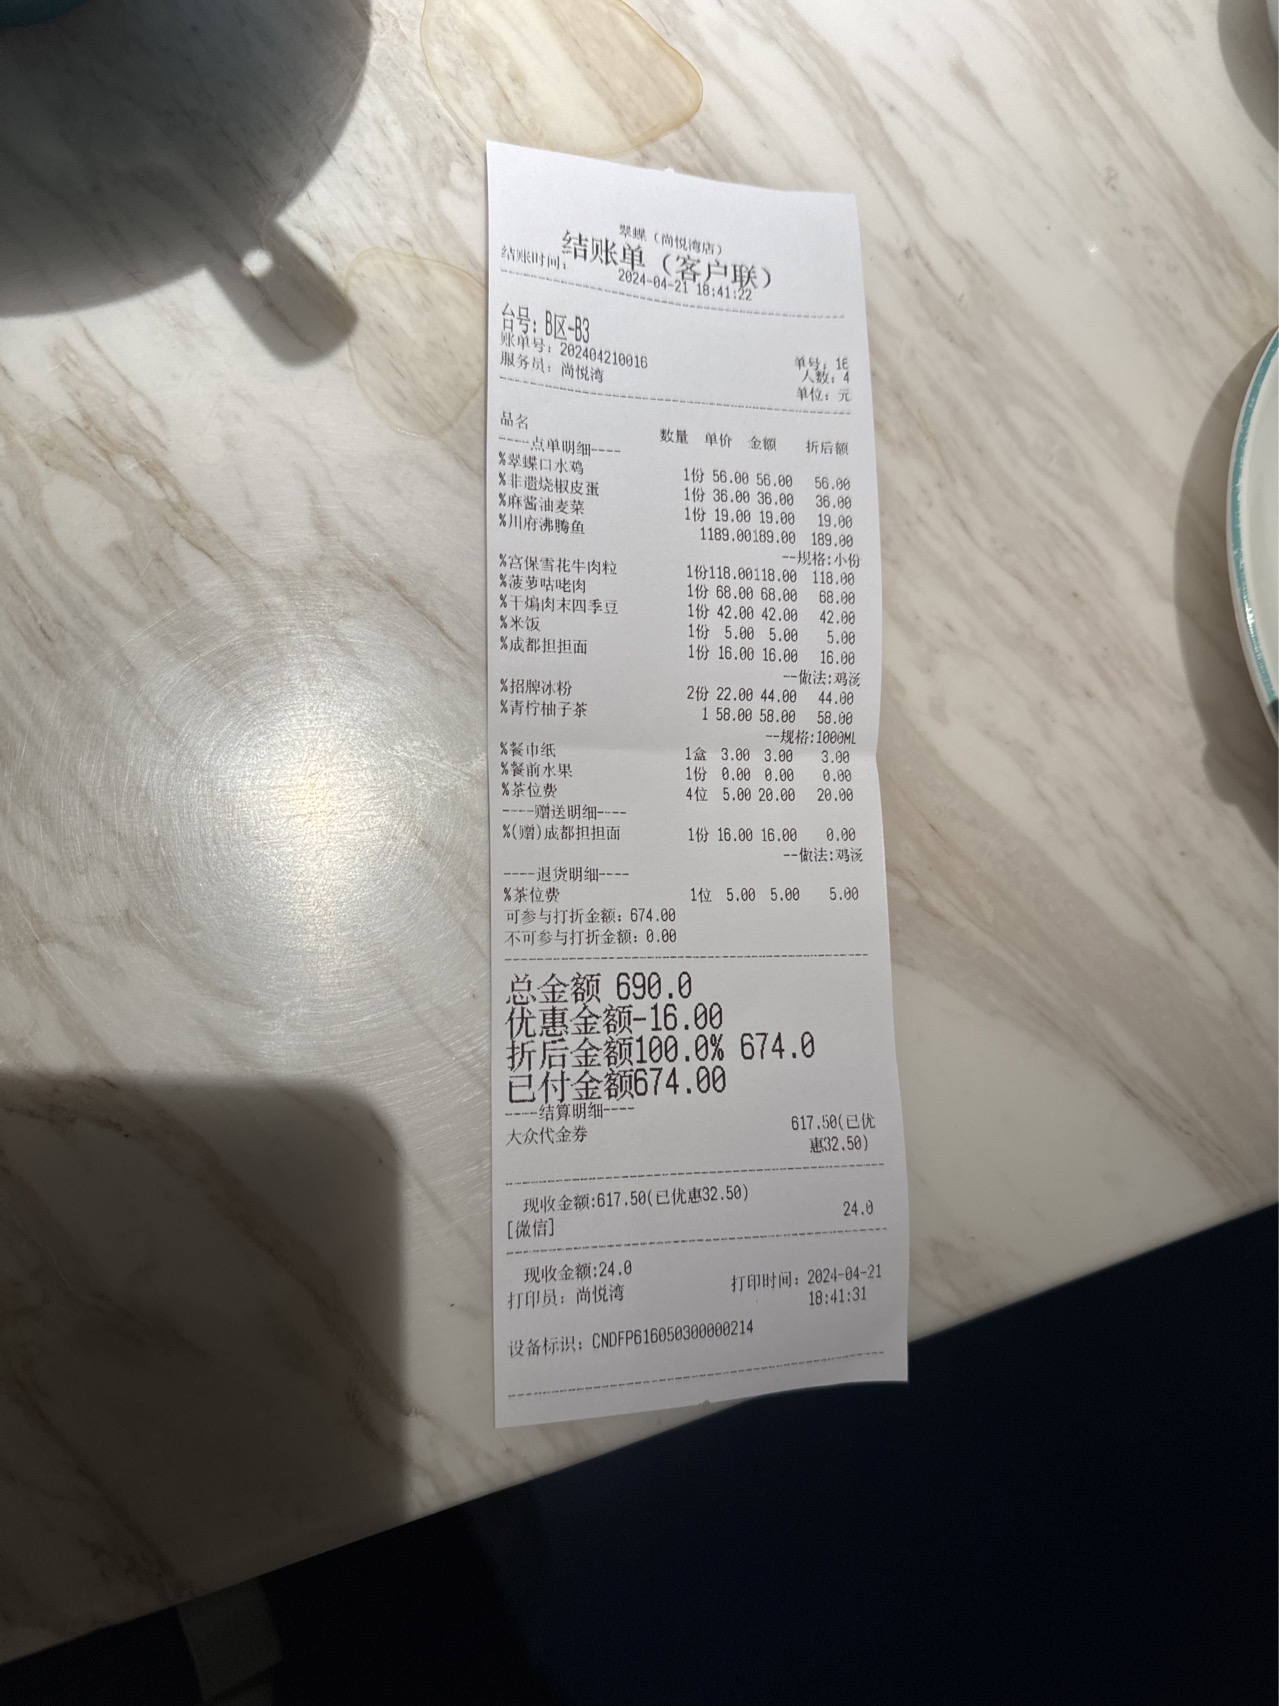 翠蝶（尚悦湾店）
结账单（客户联）
结账时间： 2024-04-21 18:41:22
台号：B区-B3
账单号：202404210016 单号：16
服务员：尚悦湾 人数：4
单位：元
品名 数量 单价 金额 折后额
----点单明细----
%翠蝶口水鸡 1份 56.00 56.00 56.00
%非遗烧椒皮蛋 1份 36.00 36.00 36.00
%麻酱油麦菜 1份 19.00 19.00 19.00
%川府沸腾鱼 1189.00189.00 189.00
--规格:小份
%宫保雪花牛肉粒 1份118.00118.00 118.00
%菠萝咕咾肉 1份 68.00 68.00 68.00
%干煸肉末四季豆 1份 42.00 42.00 42.00
%米饭 1份 5.00 5.00 5.00
%成都担担面 1份 16.00 16.00 16.00
--做法:鸡汤
%招牌冰粉 2份 22.00 44.00 44.00
%青柠柚子茶 1 58.00 58.00 58.00
--规格:1000ML
%餐巾纸 1盒 3.00 3.00 3.00
%餐前水果 1份 0.00 0.00 0.00
%茶位费 4位 5.00 20.00 20.00
----赠送明细----
%(赠)成都担担面 1份 16.00 16.00 0.00
--做法:鸡汤
----退货明细----
%茶位费 1位 5.00 5.00 5.00
可参与打折金额：674.00
不可参与打折金额：0.00
总金额 690.0
优惠金额-16.00
折后金额100.0% 674.0
已付金额674.00
----结算明细----
大众代金券 617.50(已优
惠32.50)
现收金额:617.50(已优惠32.50)
[微信] 24.0
现收金额:24.0
打印员：尚悦湾 打印时间：2024-04-21
18:41:31
设备标识：CNDFP616050300000214